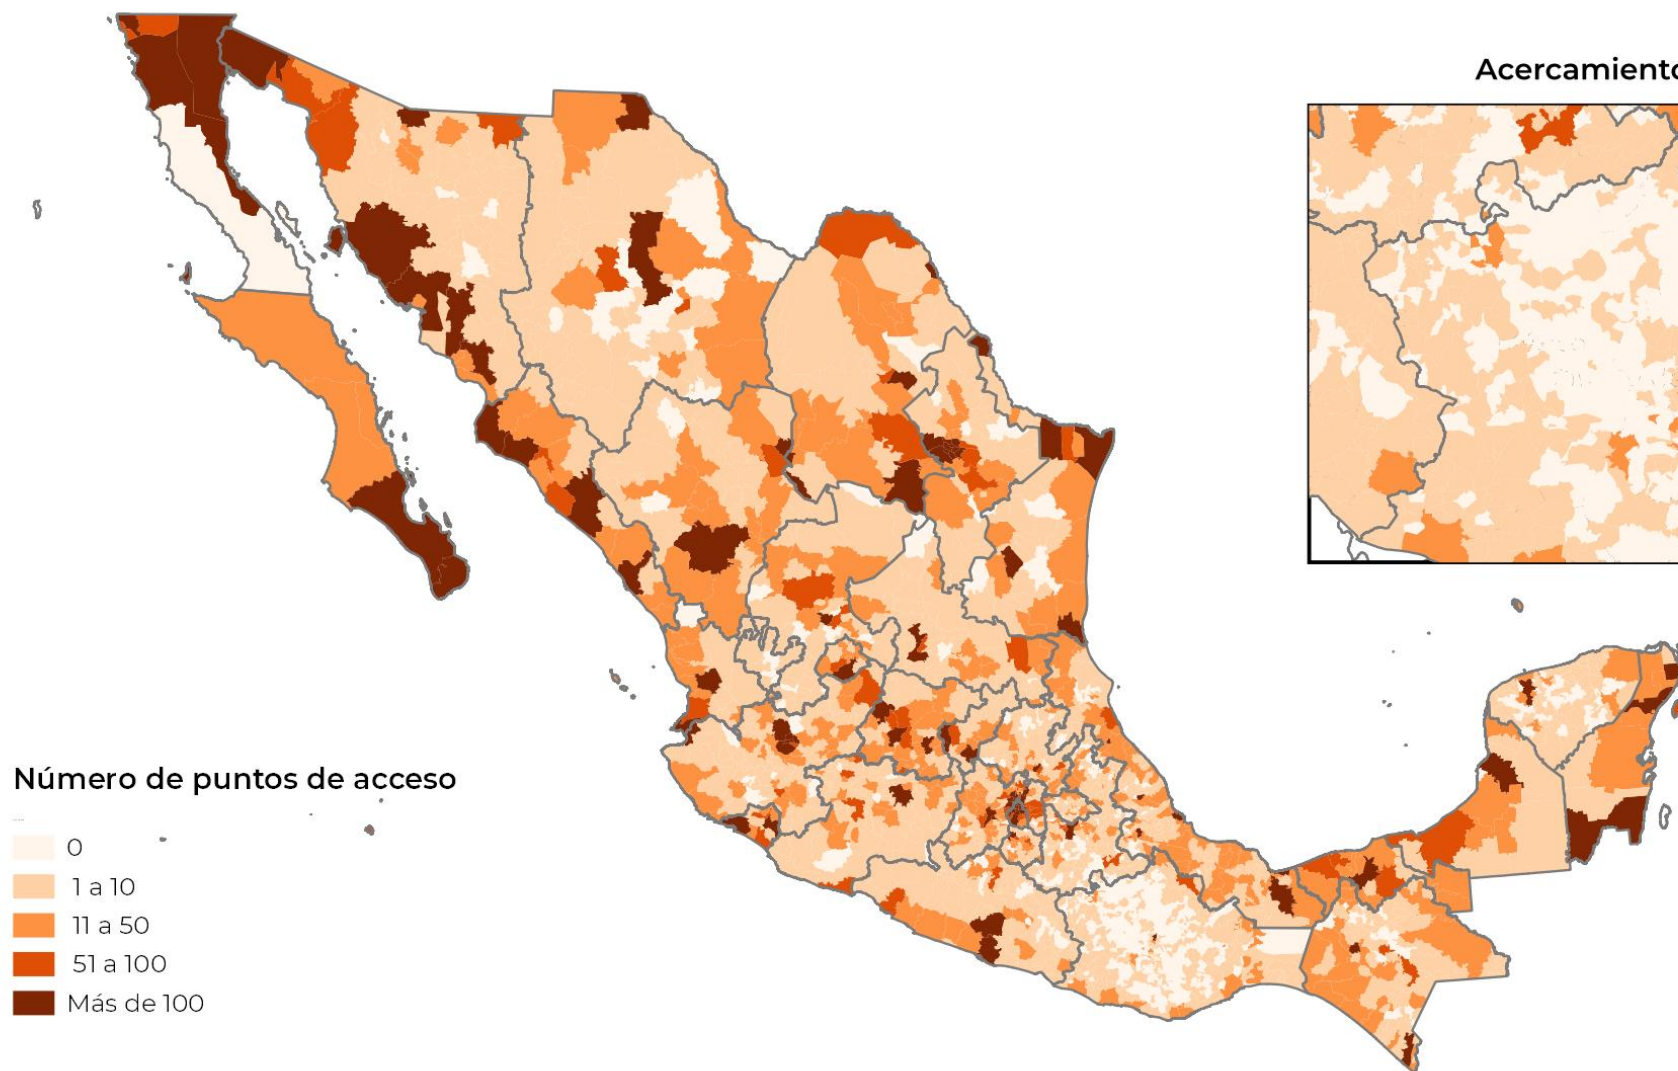 Acercamiento
Número de puntos de acceso
0
1 a 10
11 a 50
51 a 100
Más de 100